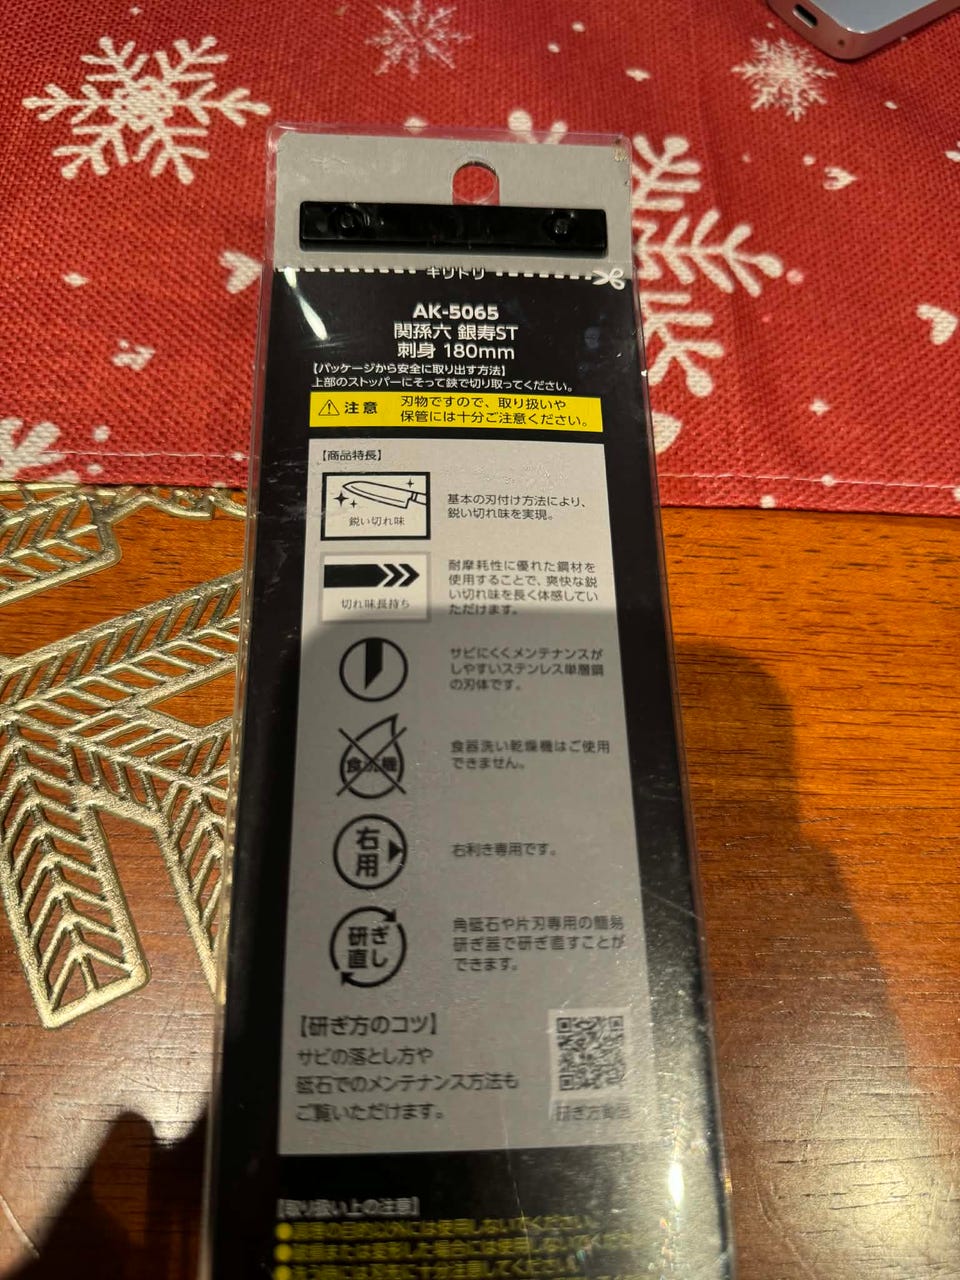 キリトリ
AK-5065
関孫六 銀寿ST
刺身 180mm
【パッケージから安全に取り出す方法】
上部のストッパーにそって鋏で切り取ってください。
注意
刃物ですので、取り扱いや
保管には十分ご注意ください。
【商品特長】
鋭い切れ味
基本の刃付け方法により、
鋭い切れ味を実現。
切れ味長持ち
耐摩耗性に優れた鋼材を
使用することで、爽快な鋭
い切れ味を長く体感してい
ただけます。
サビにくくメンテナンスが
しやすいステンレス単層鋼
の刃体です。
食洗機
食器洗い乾燥機はご使用
できません。
右用
右利き専用です。
研ぎ直し
角砥石や片刃専用の簡易
研ぎ器で研ぎ直すことが
できます。
【研ぎ方のコツ】
サビの落とし方や
砥石でのメンテナンス方法も
ご覧いただけます。
研ぎ方動画
【取り扱い上の注意】